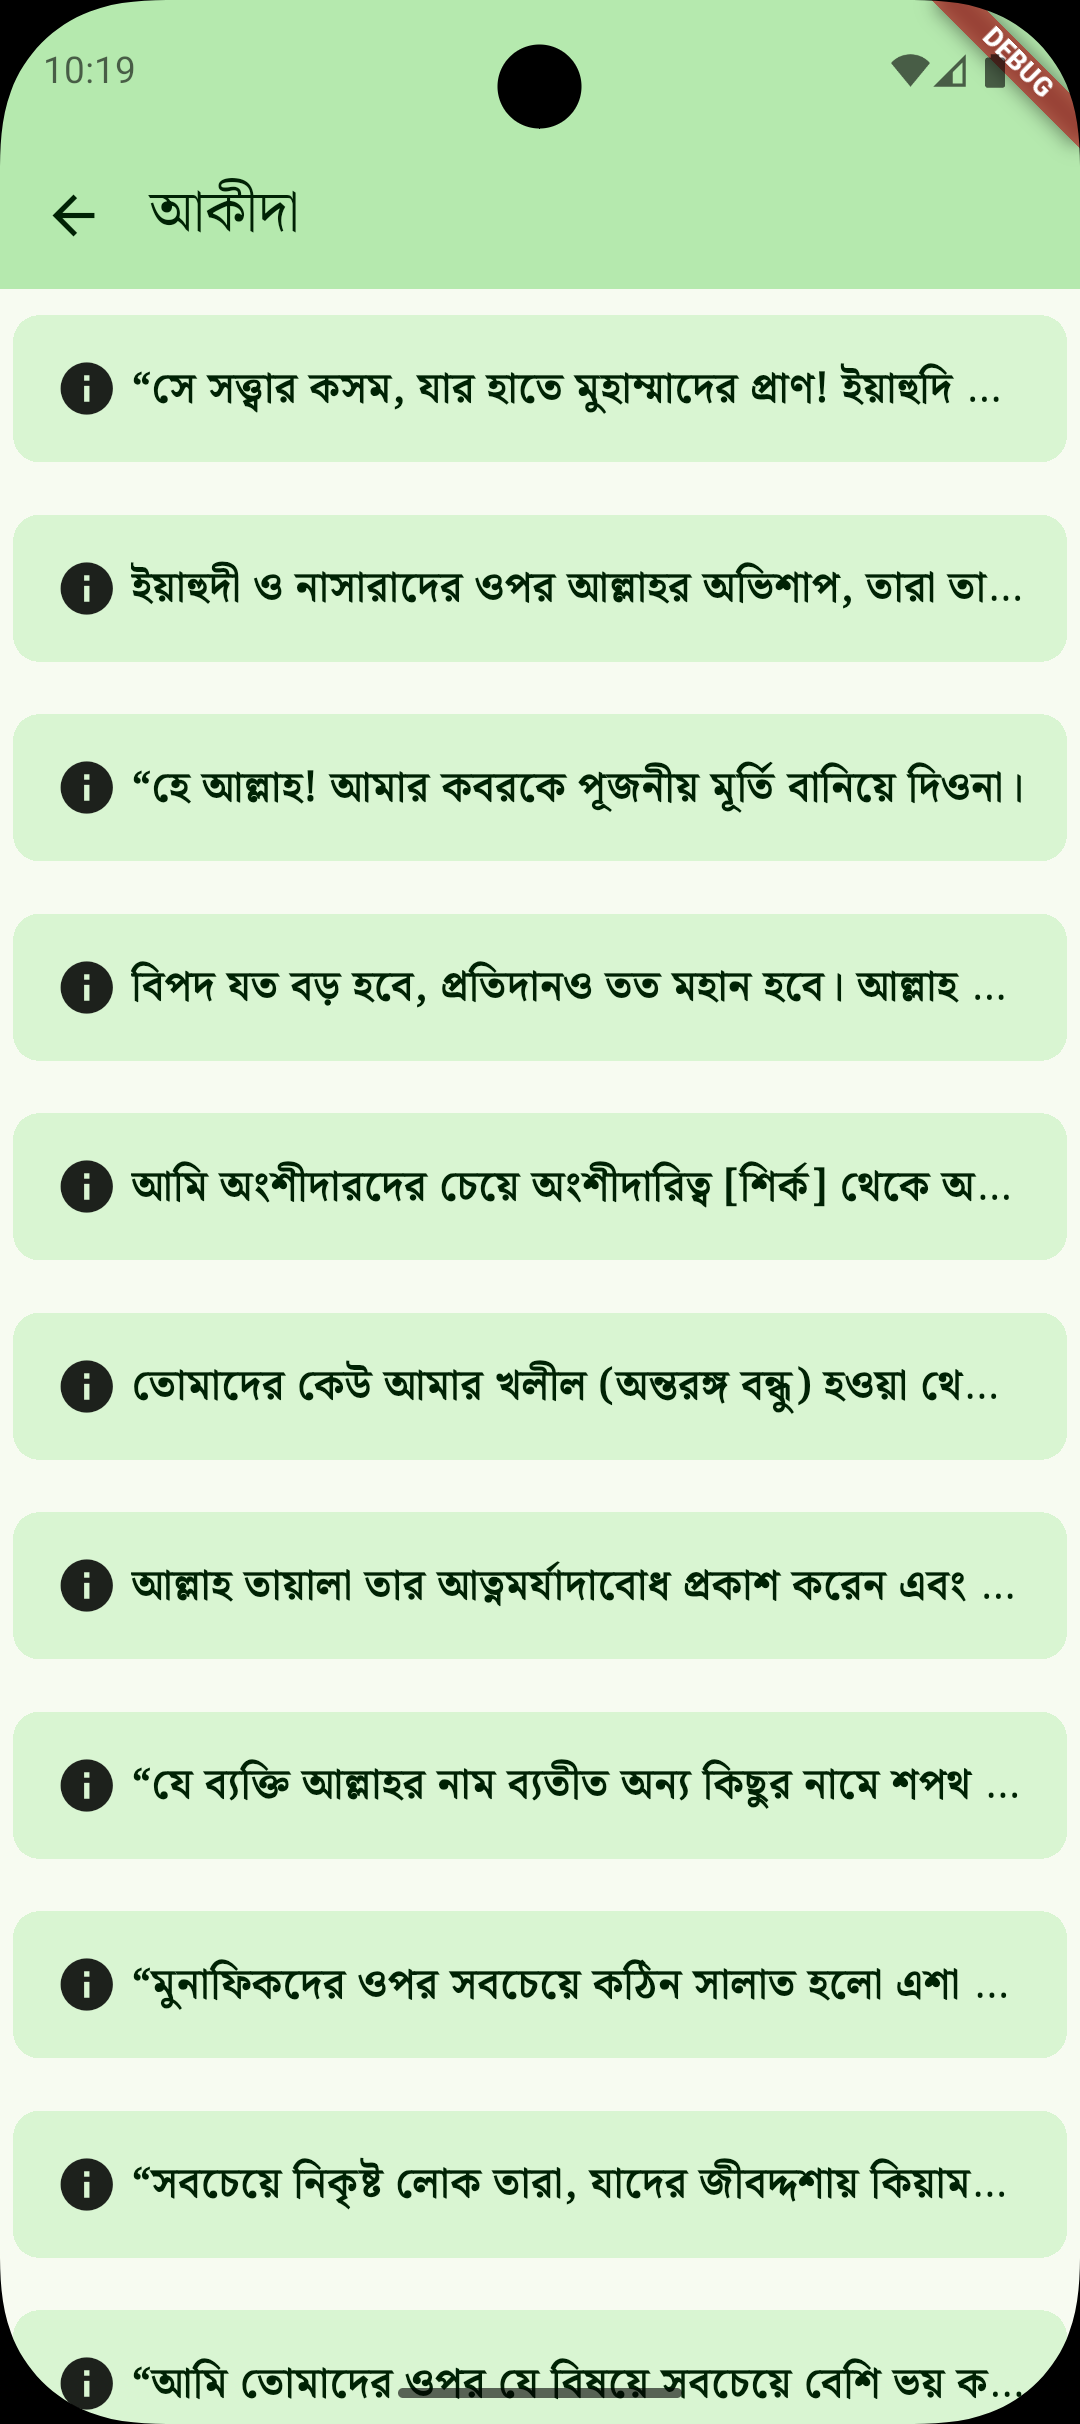 10:19
DEBUG
আকীদা
“সে সত্ত্বার কসম, যার হাতে মুহাম্মাদের প্রাণ! ইয়াহুদি ...
ইয়াহুদী ও নাসারাদের ওপর আল্লাহর অভিশাপ, তারা তা...
“হে আল্লাহ! আমার কবরকে পূজনীয় মূর্তি বানিয়ে দিওনা।
বিপদ যত বড় হবে, প্রতিদানও তত মহান হবে। আল্লাহ ...
আমি অংশীদারদের চেয়ে অংশীদারিত্ব [শির্ক] থেকে অ...
তোমাদের কেউ আমার খলীল (অন্তরঙ্গ বন্ধু) হওয়া থে...
আল্লাহ তায়ালা তার আত্নমর্যাদাবোধ প্রকাশ করেন এবং ...
“যে ব্যক্তি আল্লাহর নাম ব্যতীত অন্য কিছুর নামে শপথ ...
“মুনাফিকদের ওপর সবচেয়ে কঠিন সালাত হলো এশা ...
“সবচেয়ে নিকৃষ্ট লোক তারা, যাদের জীবদ্দশায় কিয়াম...
“আমি তোমাদের ওপর যে বিষয়ে সবচেয়ে বেশি ভয় ক...